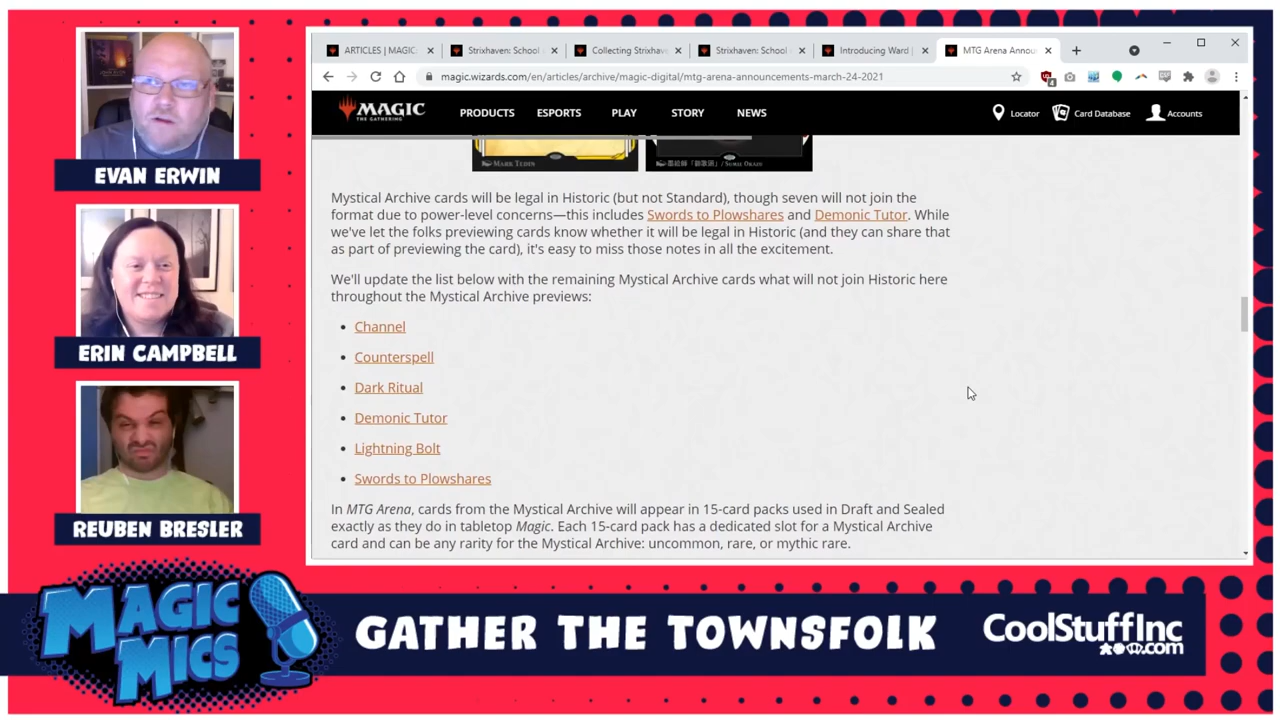 ARTICLES | MAGIC:
Strixhaven: School
Collecting Strixhave
Strixhaven: School
Introducing Ward |
MTG Arena Annou
magic.wizards.com/en/articles/archive/magic-digital/mtg-arena-announcements-march-24-2021
MAGIC
THE GATHERING
PRODUCTS
ESPORTS
PLAY
STORY
NEWS
Locator
Card Database
Accounts
MARK TEDIN
Mystical Archive cards will be legal in Historic (but not Standard), though seven will not join the
format due to power-level concerns—this includes Swords to Plowshares and Demonic Tutor. While
we've let the folks previewing cards know whether it will be legal in Historic (and they can share that
as part of previewing the card), it's easy to miss those notes in all the excitement.
We'll update the list below with the remaining Mystical Archive cards what will not join Historic here
throughout the Mystical Archive previews:
• Channel
• Counterspell
• Dark Ritual
• Demonic Tutor
• Lightning Bolt
• Swords to Plowshares
In MTG Arena, cards from the Mystical Archive will appear in 15-card packs used in Draft and Sealed
exactly as they do in tabletop Magic. Each 15-card pack has a dedicated slot for a Mystical Archive
card and can be any rarity for the Mystical Archive: uncommon, rare, or mythic rare.
EVAN ERWIN
ERIN CAMPBELL
REUBEN BRESLER
MAGIC
MICS
GATHER THE TOWNSFOLK
CoolStuffInc
.com